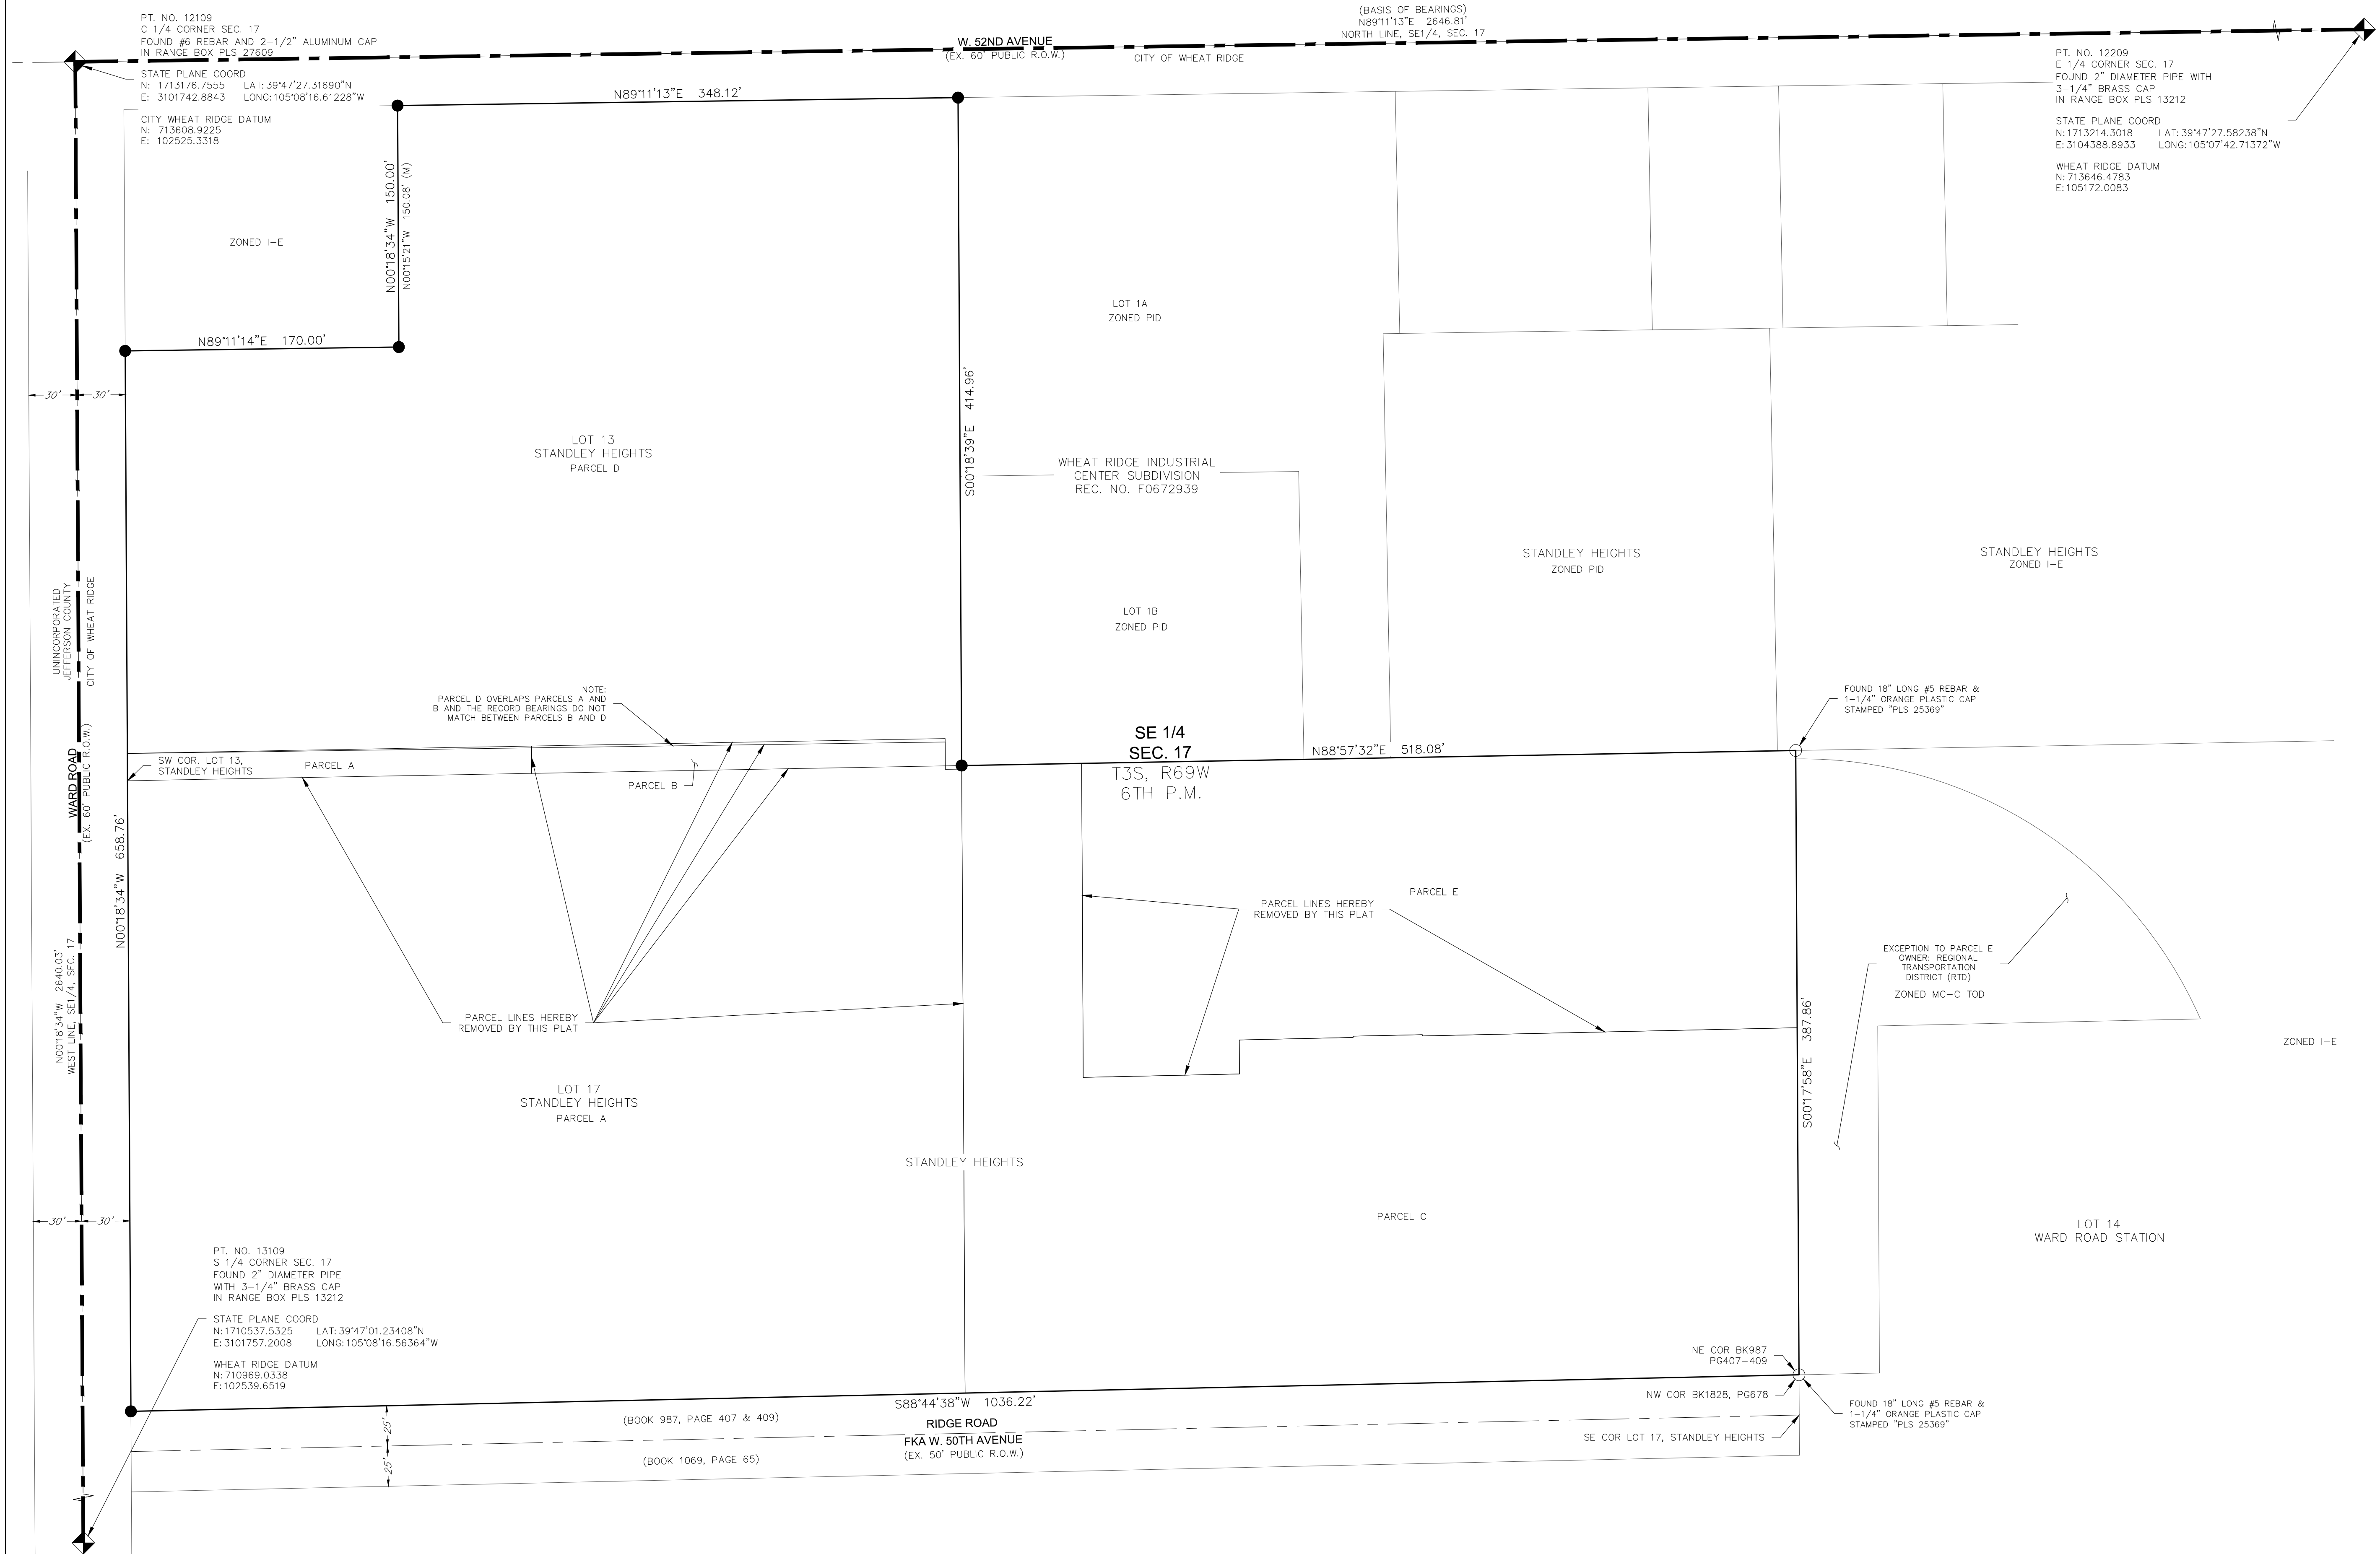 PT. NO. 12109
C 1/4 CORNER SEC. 17
FOUND #6 REBAR AND 2-1/2" ALUMINUM CAP
IN RANGE BOX PLS 27609
STATE PLANE COORD
N: 1713176.7555 LAT: 39°47'27.31690"N
E: 3101742.8843 LONG: 105°08'16.61228"W
CITY WHEAT RIDGE DATUM
N: 713608.9225
E: 102525.3318
(BASIS OF BEARINGS)
N89°11'13"E 2646.81'
NORTH LINE, SE1/4, SEC. 17
W. 52ND AVENUE
(EX. 60' PUBLIC R.O.W.)
CITY OF WHEAT RIDGE
PT. NO. 12209
E 1/4 CORNER SEC. 17
FOUND 2" DIAMETER PIPE WITH
3-1/4" BRASS CAP
IN RANGE BOX PLS 13212
STATE PLANE COORD
N: 1713214.3018 LAT: 39°47'27.58238"N
E: 3104388.8933 LONG: 105°07'42.71372"W
WHEAT RIDGE DATUM
N: 713646.4783
E: 105172.0083
N89°11'13"E 348.12'
N00°18'34"W 150.00'
N00°15'21"W 150.08' (M)
ZONED I-E
N89°11'14"E 170.00'
30'
30'
LOT 13
STANDLEY HEIGHTS
PARCEL D
S00°18'39"E 414.96'
LOT 1A
ZONED PID
WHEAT RIDGE INDUSTRIAL
CENTER SUBDIVISION
REC. NO. F0672939
LOT 1B
ZONED PID
STANDLEY HEIGHTS
ZONED PID
STANDLEY HEIGHTS
ZONED I-E
UNINCORPORATED
JEFFERSON COUNTY
CITY OF WHEAT RIDGE
WARD ROAD
(EX. 60' PUBLIC R.O.W.)
NOTE:
PARCEL D OVERLAPS PARCELS A AND
B AND THE RECORD BEARINGS DO NOT
MATCH BETWEEN PARCELS B AND D
SW COR. LOT 13,
STANDLEY HEIGHTS
PARCEL A
PARCEL B
SE 1/4
SEC. 17
T3S, R69W
6TH P.M.
N88°57'32"E 518.08'
FOUND 18" LONG #5 REBAR &
1-1/4" ORANGE PLASTIC CAP
STAMPED "PLS 25369"
N00°18'34"W 658.76'
N00°18'34"W 2640.03'
WEST LINE, SE1/4, SEC. 17
PARCEL LINES HEREBY
REMOVED BY THIS PLAT
PARCEL LINES HEREBY
REMOVED BY THIS PLAT
PARCEL E
EXCEPTION TO PARCEL E
OWNER: REGIONAL
TRANSPORTATION
DISTRICT (RTD)
ZONED MC-C TOD
ZONED I-E
S00°17'58"E 387.86'
LOT 17
STANDLEY HEIGHTS
PARCEL A
STANDLEY HEIGHTS
PARCEL C
LOT 14
WARD ROAD STATION
30'
30'
PT. NO. 13109
S 1/4 CORNER SEC. 17
FOUND 2" DIAMETER PIPE
WITH 3-1/4" BRASS CAP
IN RANGE BOX PLS 13212
STATE PLANE COORD
N: 1710537.5325 LAT: 39°47'01.23408"N
E: 3101757.2008 LONG: 105°08'16.56364"W
WHEAT RIDGE DATUM
N: 710969.0338
E: 102539.6519
NE COR BK987
PG407-409
NW COR BK1828, PG678
FOUND 18" LONG #5 REBAR &
1-1/4" ORANGE PLASTIC CAP
STAMPED "PLS 25369"
S88°44'38"W 1036.22'
25'
25'
(BOOK 987, PAGE 407 & 409)
RIDGE ROAD
FKA W. 50TH AVENUE
(EX. 50' PUBLIC R.O.W.)
(BOOK 1069, PAGE 65)
SE COR LOT 17, STANDLEY HEIGHTS